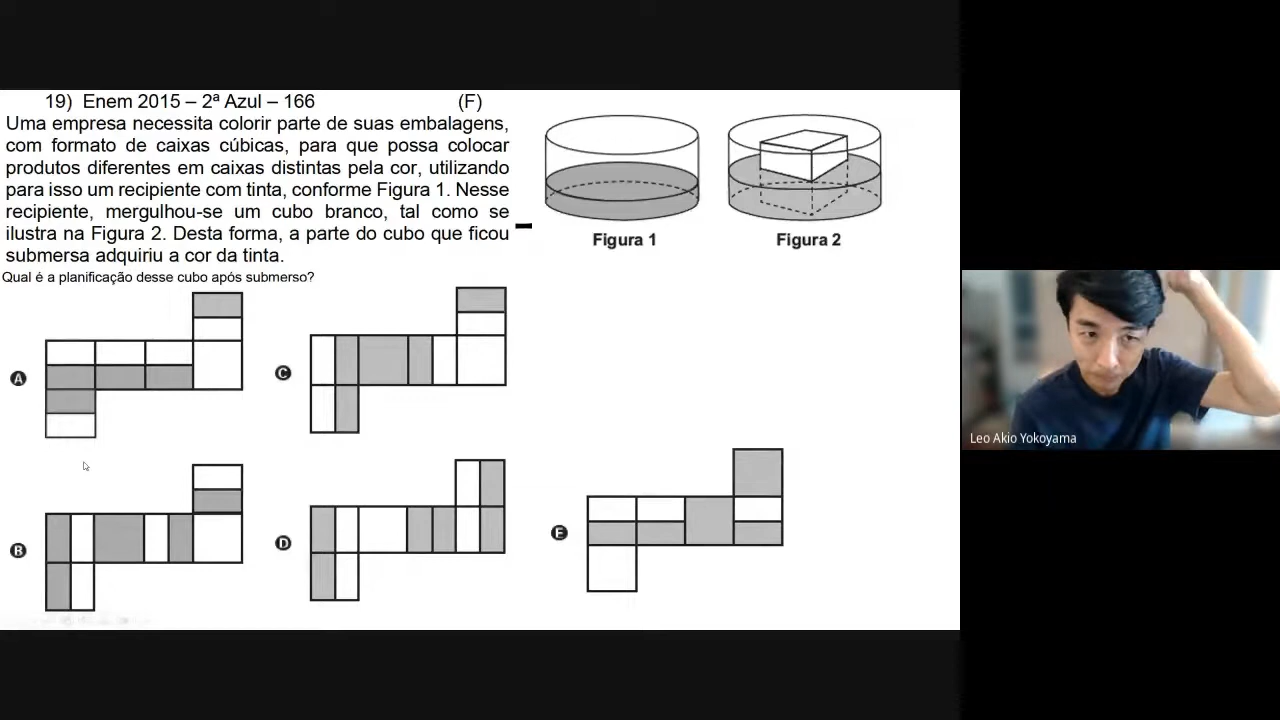 19) Enem 2015 – 2ª Azul – 166 (F)
Uma empresa necessita colorir parte de suas embalagens,
com formato de caixas cúbicas, para que possa colocar
produtos diferentes em caixas distintas pela cor, utilizando
para isso um recipiente com tinta, conforme Figura 1. Nesse
recipiente, mergulhou-se um cubo branco, tal como se
ilustra na Figura 2. Desta forma, a parte do cubo que ficou
submersa adquiriu a cor da tinta.
Qual é a planificação desse cubo após submerso?
Figura 1
Figura 2
A
C
B
D
E
Leo Akio Yokoyama